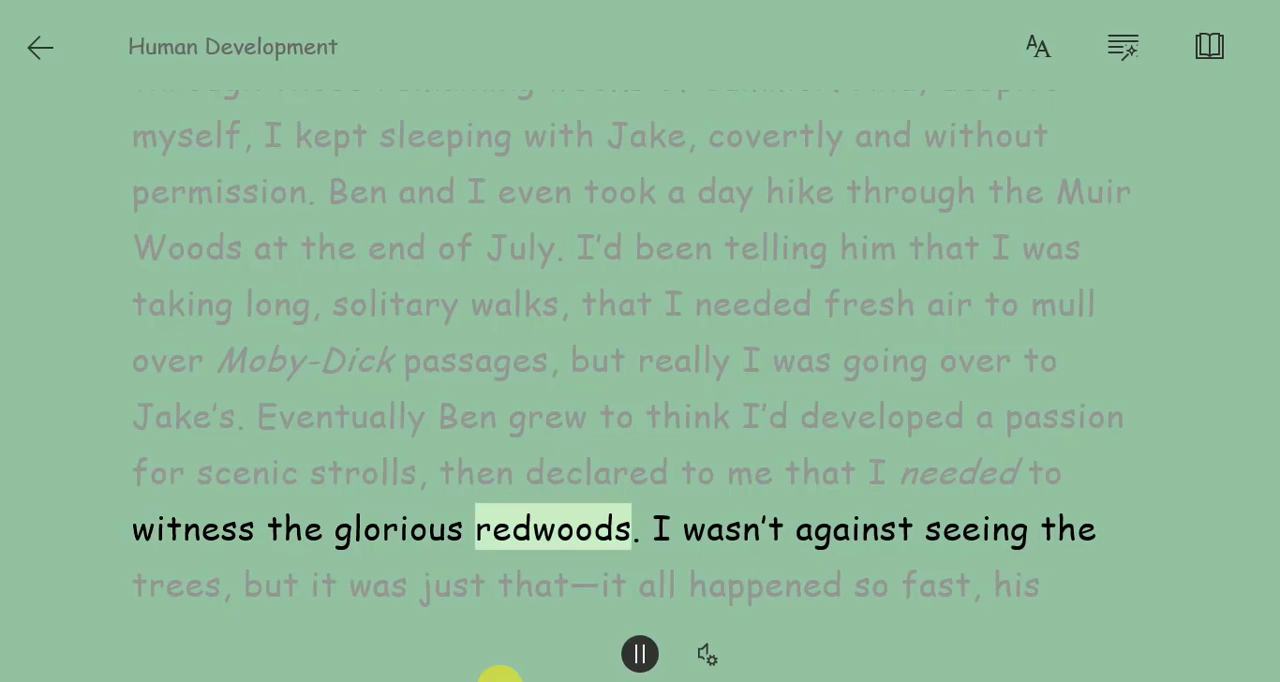 Human Development
myself, I kept sleeping with Jake, covertly and without
permission. Ben and I even took a day hike through the Muir
Woods at the end of July. I’d been telling him that I was
taking long, solitary walks, that I needed fresh air to mull
over Moby-Dick passages, but really I was going over to
Jake’s. Eventually Ben grew to think I’d developed a passion
for scenic strolls, then declared to me that I needed to
witness the glorious redwoods. I wasn’t against seeing the
trees, but it was just that—it all happened so fast, his